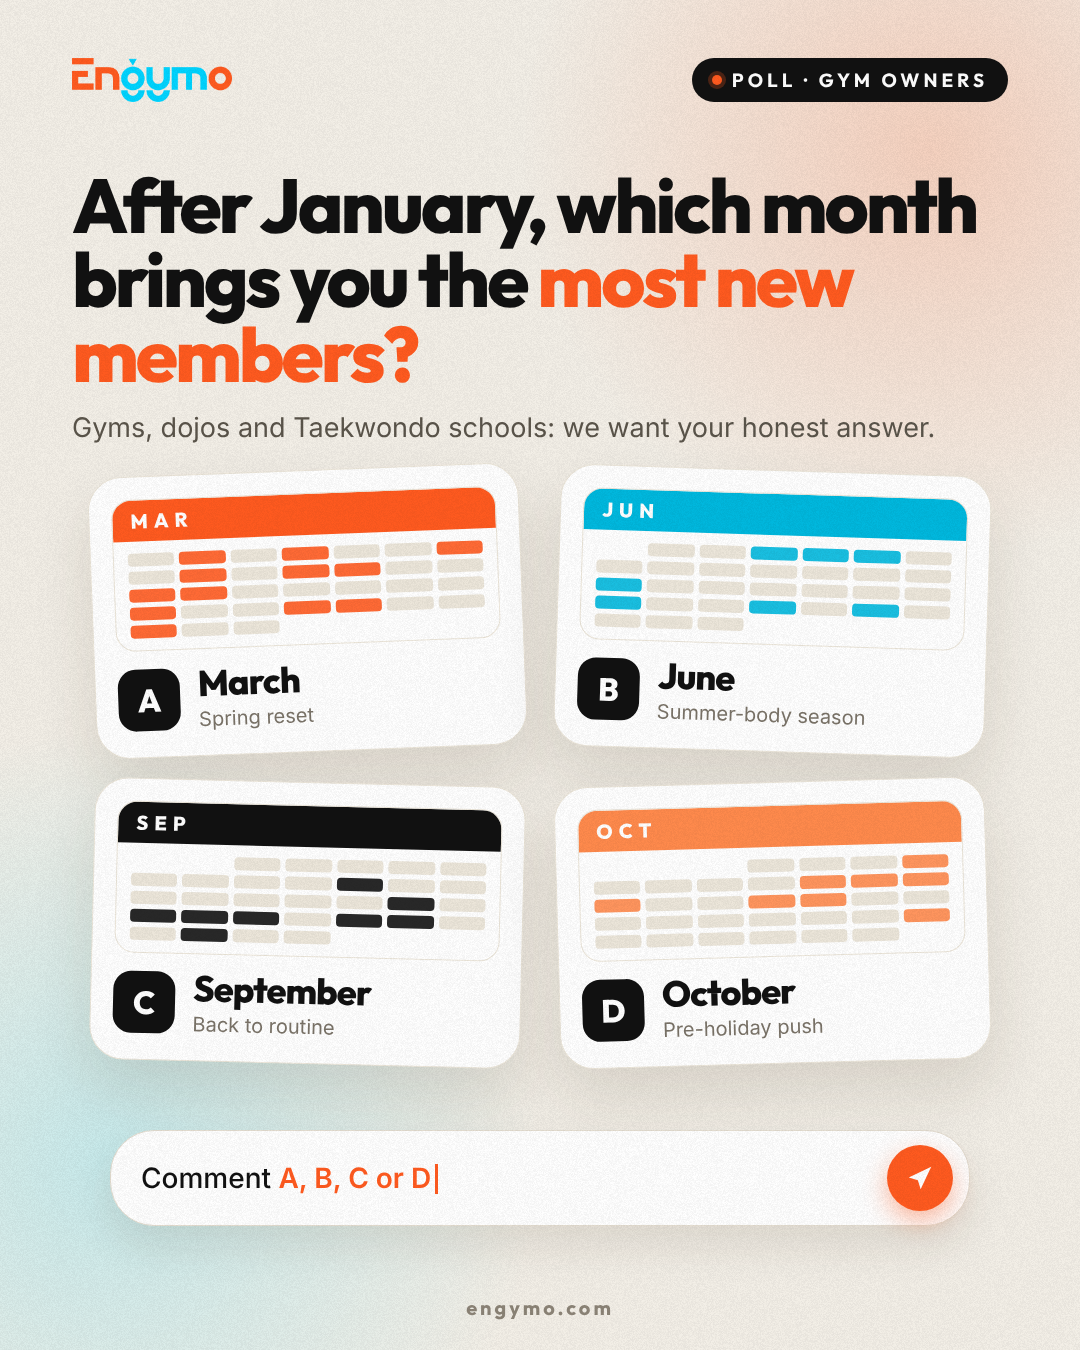 Engymo
POLL · GYM OWNERS
After January, which month
brings you the most new
members?
Gyms, dojos and Taekwondo schools: we want your honest answer.
MAR
A
March
Spring reset
JUN
B
June
Summer-body season
SEP
C
September
Back to routine
OCT
D
October
Pre-holiday push
Comment A, B, C or D
engymo.com